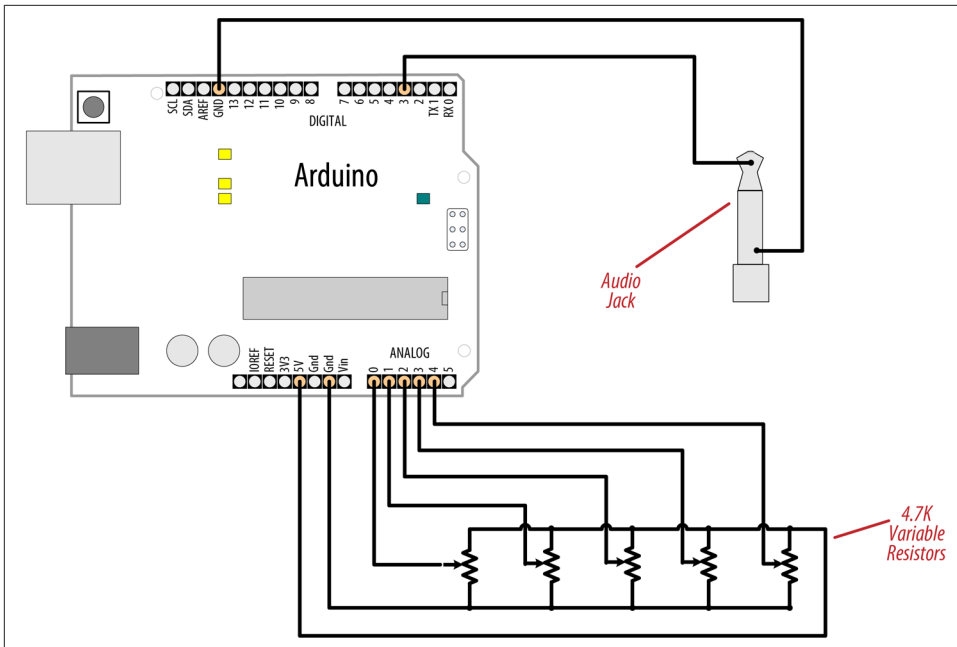 SCL
SDA
AREF
GND
13
12
11
10
9
8
7
6
5
4
3
2
TX 1
RX 0
DIGITAL
Arduino
Audio
Jack
IOREF
RESET
3V3
5V
Gnd
Gnd
Vin
ANALOG
0
1
2
3
4
5
4.7K
Variable
Resistors